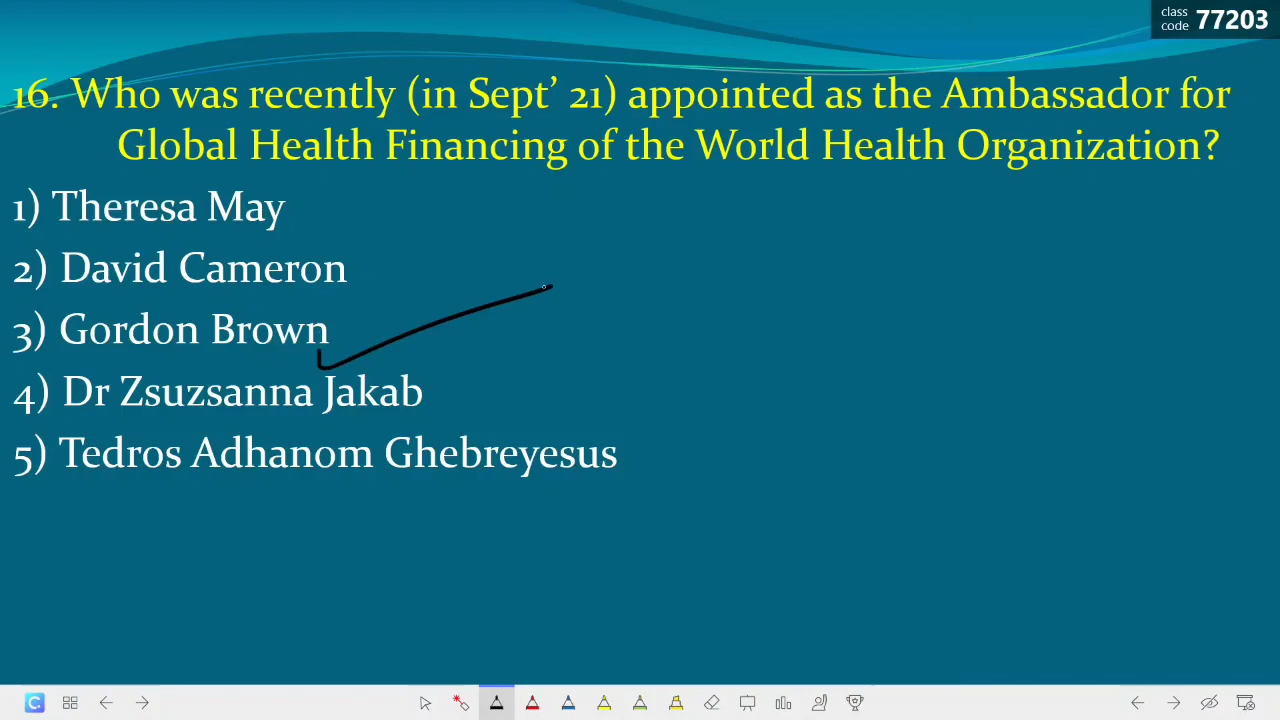 class
code 77203
16. Who was recently (in Sept’ 21) appointed as the Ambassador for
Global Health Financing of the World Health Organization?
1) Theresa May
2) David Cameron
3) Gordon Brown
4) Dr Zsuzsanna Jakab
5) Tedros Adhanom Ghebreyesus